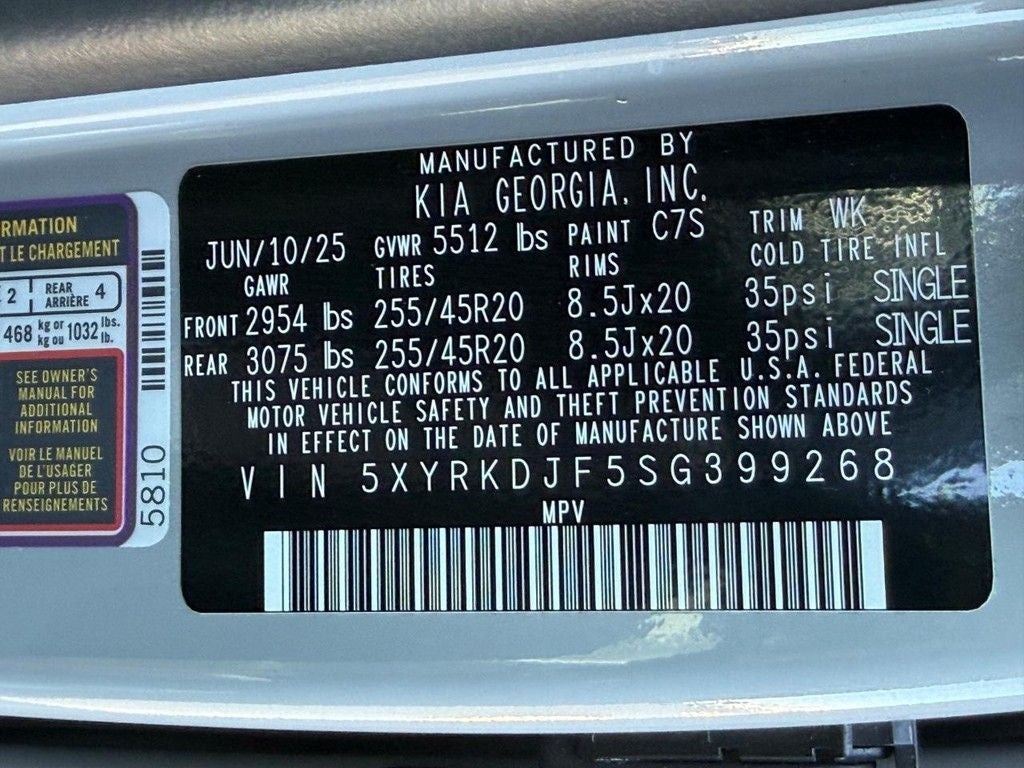 RMATION
T LE CHARGEMENT
2 REAR ARRIÈRE 4
468 kg or kg ou 1032 lbs. lb.
SEE OWNER'S
MANUAL FOR
ADDITIONAL
INFORMATION
VOIR LE MANUEL
DE L'USAGER
POUR PLUS DE
RENSEIGNEMENTS
5810
MANUFACTURED BY
KIA GEORGIA, INC.
JUN/10/25 GVWR 5512 lbs PAINT C7S TRIM WK
GAWR TIRES RIMS COLD TIRE INFL
FRONT 2954 lbs 255/45R20 8.5Jx20 35psi SINGLE
REAR 3075 lbs 255/45R20 8.5Jx20 35psi SINGLE
THIS VEHICLE CONFORMS TO ALL APPLICABLE U.S.A. FEDERAL
MOTOR VEHICLE SAFETY AND THEFT PREVENTION STANDARDS
IN EFFECT ON THE DATE OF MANUFACTURE SHOWN ABOVE
VIN 5XYRKDJF5SG399268
MPV